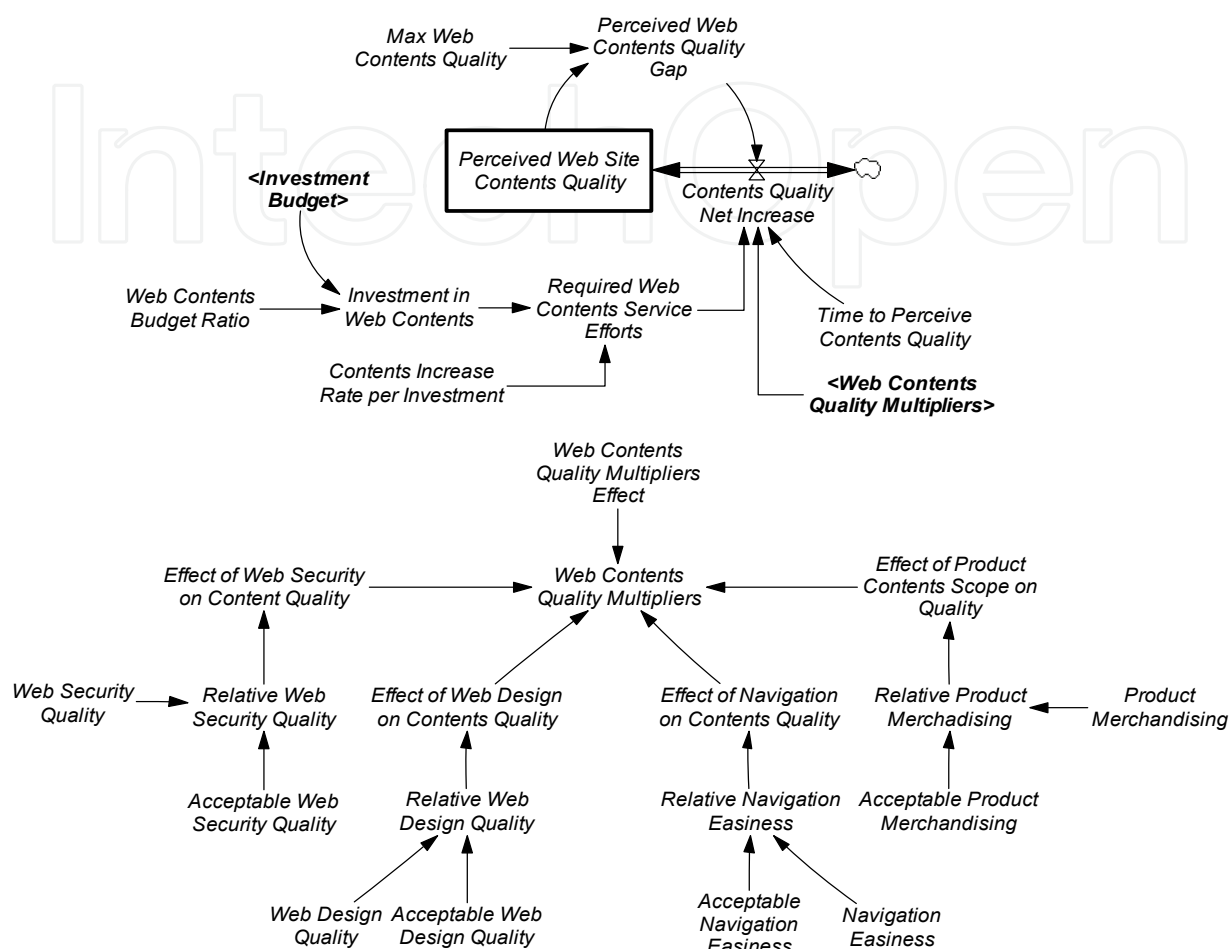 Max Web
Contents Quality
Perceived Web
Contents Quality
Gap
IntechOpen
Perceived Web Site
Contents Quality
Contents Quality
Net Increase
<Investment
Budget>
Web Contents
Budget Ratio
Investment in
Web Contents
Required Web
Contents Service
Efforts
Time to Perceive
Contents Quality
Contents Increase
Rate per Investment
<Web Contents
Quality Multipliers>
Web Contents
Quality Multipliers
Effect
Effect of Web Security
on Content Quality
Web Contents
Quality Multipliers
Effect of Product
Contents Scope on
Quality
Web Security
Quality
Relative Web
Security Quality
Effect of Web Design
on Contents Quality
Effect of Navigation
on Contents Quality
Relative Product
Merchadising
Product
Merchandising
Acceptable Web
Security Quality
Relative Web
Design Quality
Relative Navigation
Easiness
Acceptable Product
Merchandising
Web Design
Quality
Acceptable Web
Design Quality
Acceptable
Navigation
Easiness
Navigation
Easiness